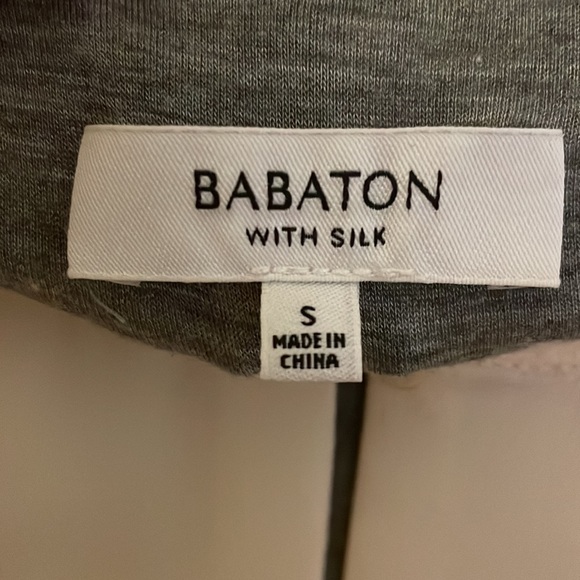 BABATON
WITH SILK
S
MADE IN
CHINA